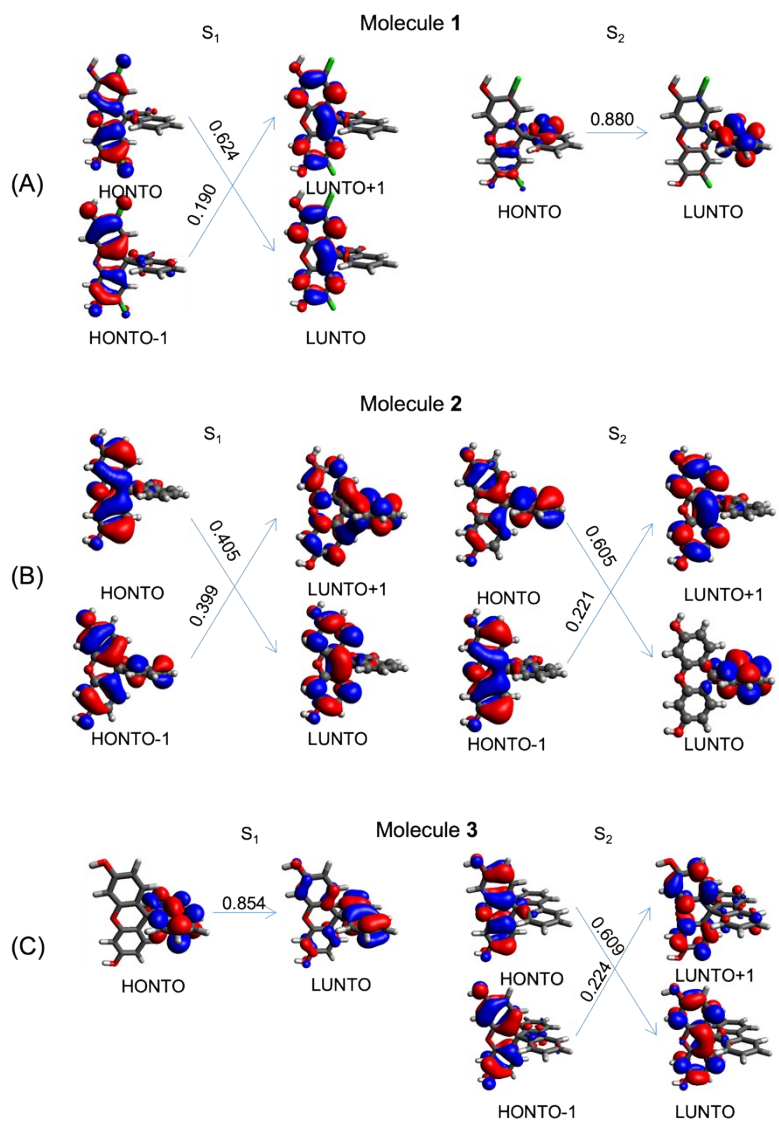 Molecule 1
S1
S2
(A)
HONTO
0.624
0.190
LUNTO+1
HONTO-1
LUNTO
HONTO
0.880
LUNTO
Molecule 2
S1
S2
(B)
HONTO
0.405
0.399
LUNTO+1
HONTO-1
LUNTO
HONTO
0.605
0.221
LUNTO+1
HONTO-1
LUNTO
Molecule 3
S1
S2
(C)
HONTO
0.854
LUNTO
HONTO
0.609
0.224
LUNTO+1
HONTO-1
LUNTO